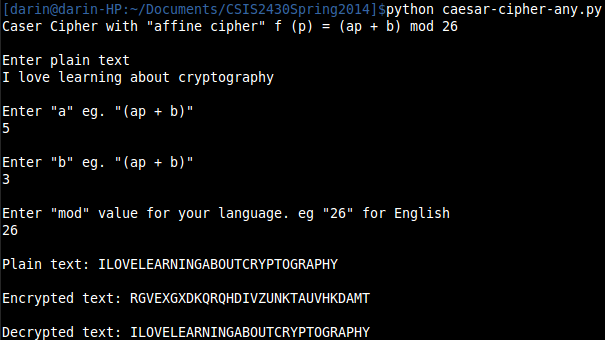 [darin@darin-HP:~/Documents/CSIS2430Spring2014]$python caesar-cipher-any.py
Caser Cipher with "affine cipher" f (p) = (ap + b) mod 26
Enter plain text
I love learning about cryptography
Enter "a" eg. "(ap + b)"
5
Enter "b" eg. "(ap + b)"
3
Enter "mod" value for your language. eg "26" for English
26
Plain text: ILOVELEARNINGABOUTCRYPTOGRAPHY
Encrypted text: RGVEXGXDKQRQHDIVZUNKTAUVHKDAMT
Decrypted text: ILOVELEARNINGABOUTCRYPTOGRAPHY